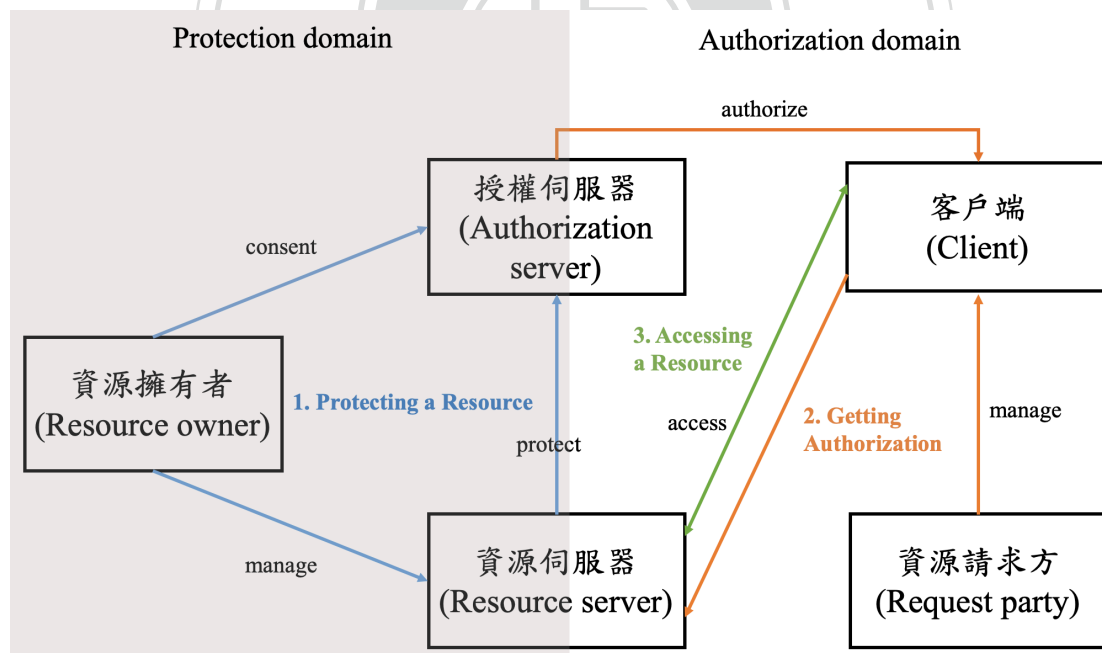 Protection domain
Authorization domain
authorize
授權伺服器
(Authorization
server)
客戶端
(Client)
consent
資源擁有者
(Resource owner)
1. Protecting a Resource
3. Accessing
a Resource
access
2. Getting
Authorization
manage
protect
manage
資源伺服器
(Resource server)
資源請求方
(Request party)